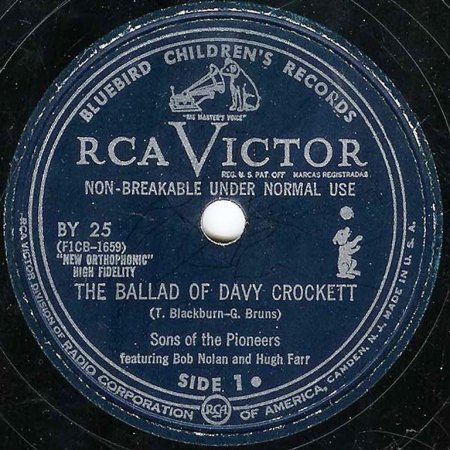 BLUEBIRD CHILDREN'S RECORDS
"HIS MASTER'S VOICE"
RCA VICTOR
REG. U.S. PAT. OFF MARCAS REGISTRADAS
NON-BREAKABLE UNDER NORMAL USE
BY 25
(F1CB-1659)
"NEW ORTHOPHONIC"
HIGH FIDELITY
THE BALLAD OF DAVY CROCKETT
(T. Blackburn-G. Bruns)
Sons of the Pioneers
featuring Bob Nolan and Hugh Farr
SIDE 1
RCA VICTOR DIVISION OF RADIO CORPORATION RCA OF AMERICA, CAMDEN, N.J. MADE IN U.S.A.